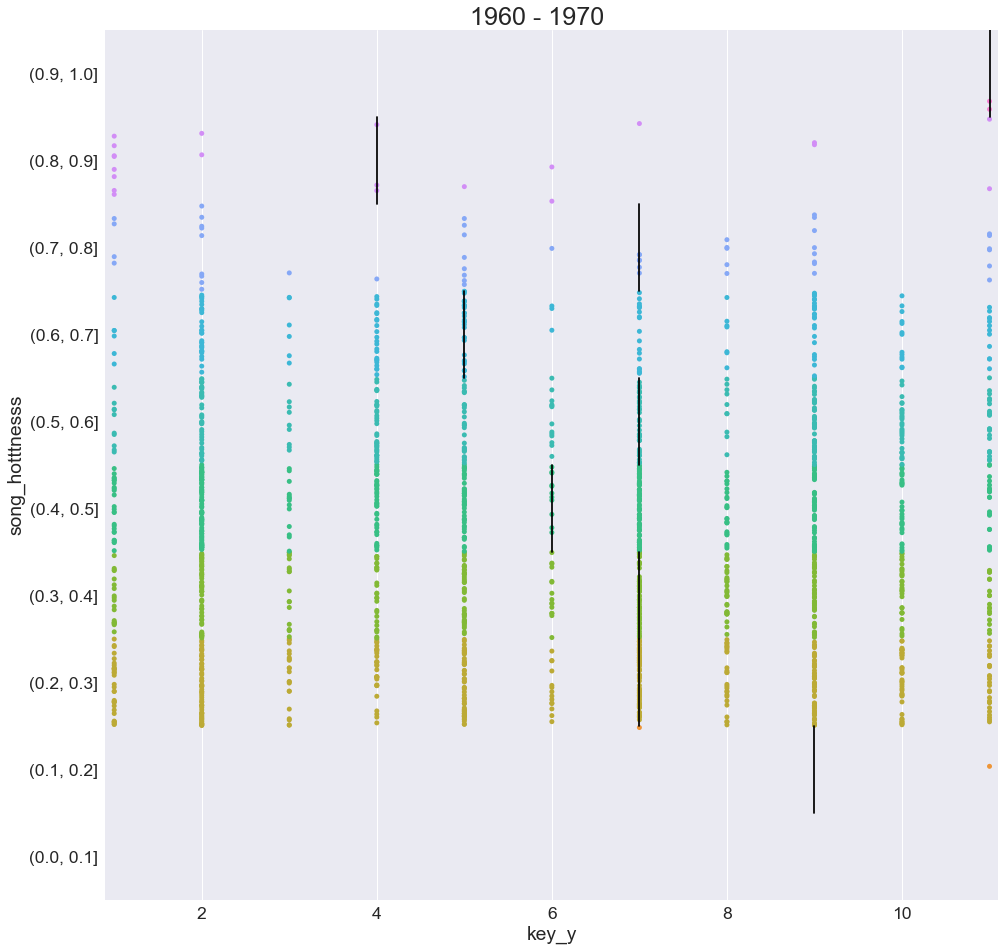 1960 - 1970
(0.9, 1.0]
(0.8, 0.9]
(0.7, 0.8]
(0.6, 0.7]
(0.5, 0.6]
(0.4, 0.5]
(0.3, 0.4]
(0.2, 0.3]
(0.1, 0.2]
(0.0, 0.1]
song_hotttnesss
2 4 6 8 10
key_y